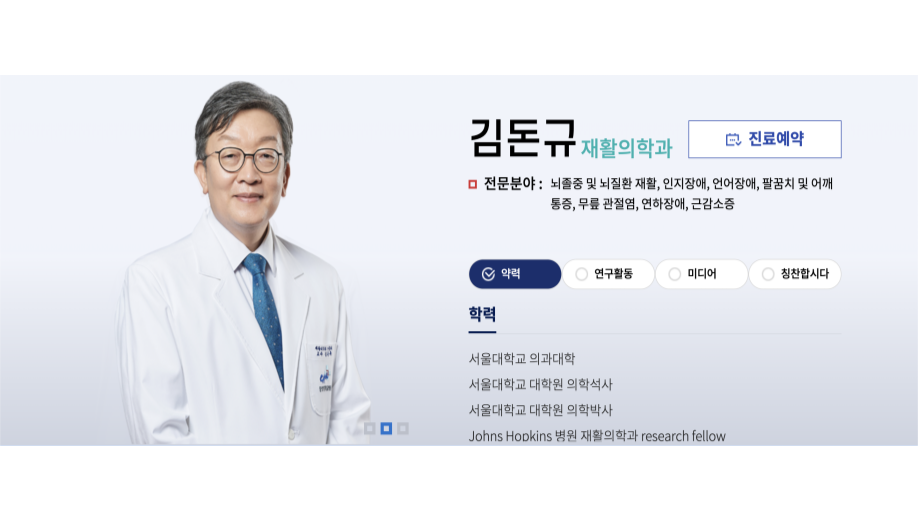 김돈규 재활의학과 진료예약
전문분야 : 뇌졸중 및 뇌질환 재활, 인지장애, 언어장애, 팔꿈치 및 어깨
통증, 무릎 관절염, 연하장애, 근감소증
약력 연구활동 미디어 칭찬합시다
학력
서울대학교 의과대학
서울대학교 대학원 의학석사
서울대학교 대학원 의학박사
Johns Hopkins 병원 재활의학과 research fellow